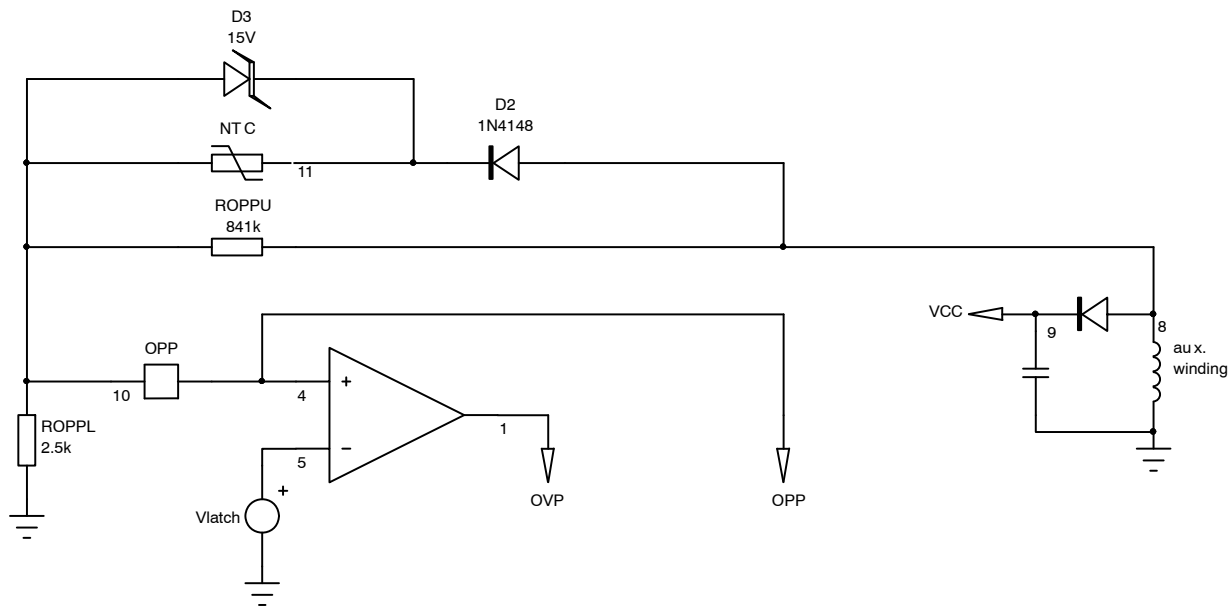 D3
15V
D2
1N4148
NTC
11
ROPPU
841k
VCC
9
8
aux.
winding
OPP
10
4
+
1
ROPPL
2.5k
5
−
+
Vlatch
OVP
OPP